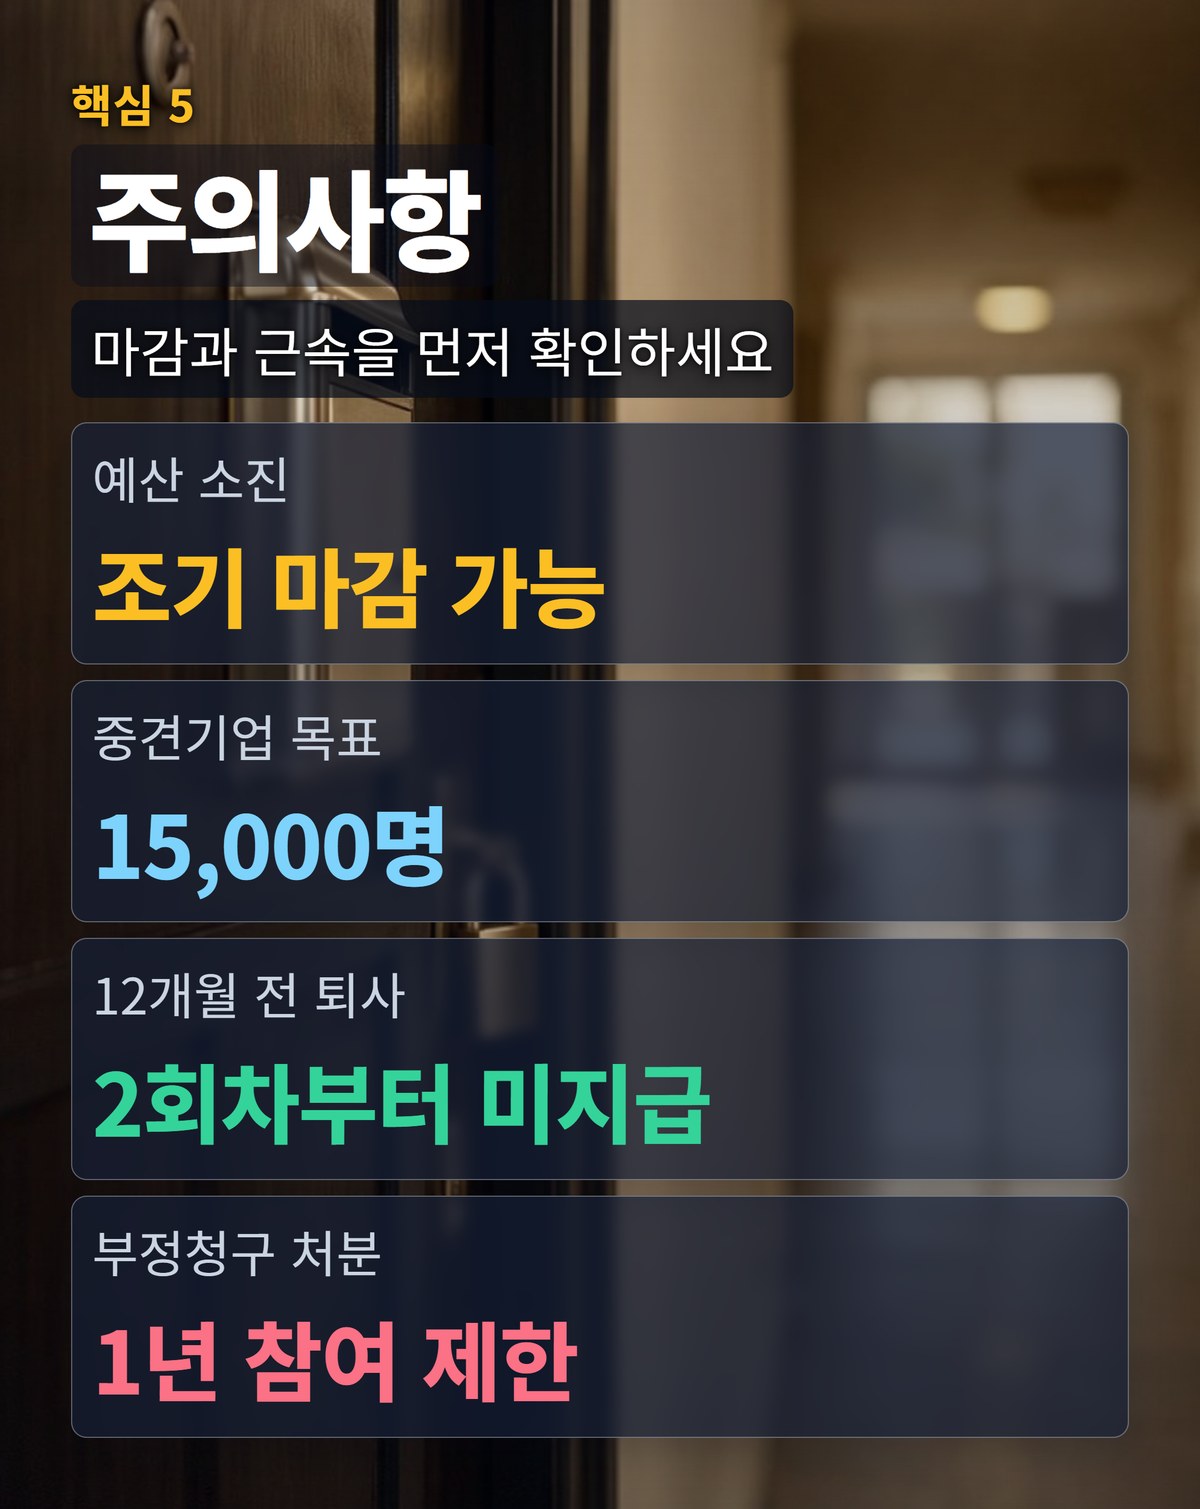 핵심 5
주의사항
마감과 근속을 먼저 확인하세요
예산 소진
조기 마감 가능
중견기업 목표
15,000명
12개월 전 퇴사
2회차부터 미지급
부정청구 처분
1년 참여 제한